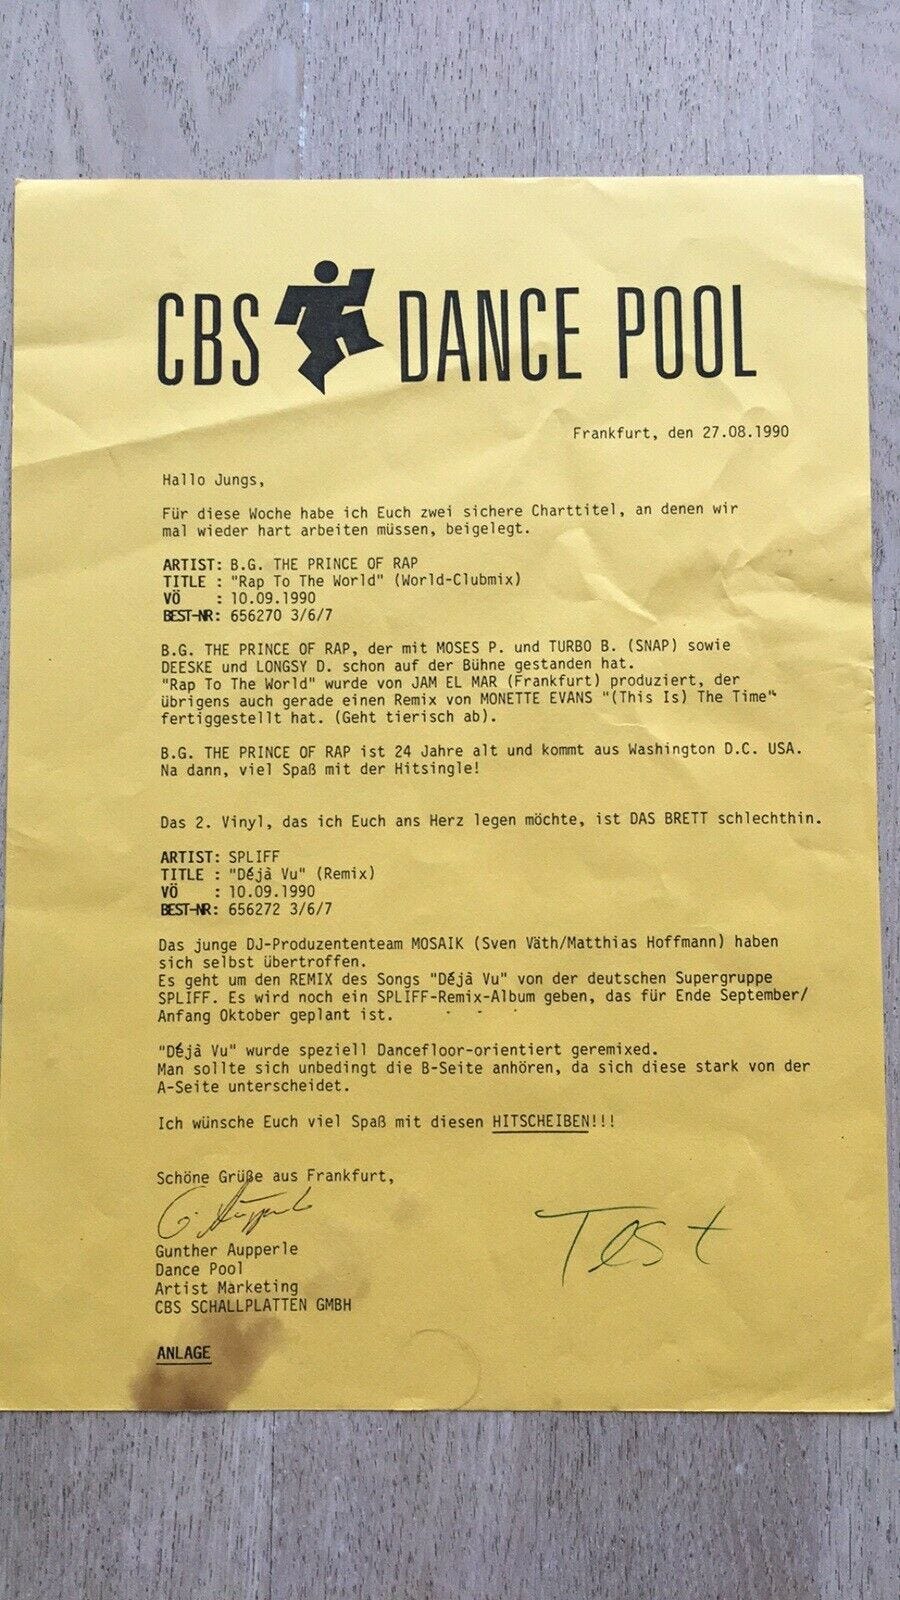 CBS DANCE POOL
Frankfurt, den 27.08.1990
Hallo Jungs,
Für diese Woche habe ich Euch zwei sichere Charttitel, an denen wir
mal wieder hart arbeiten müssen, beigelegt.
ARTIST: B.G. THE PRINCE OF RAP
TITLE : "Rap To The World" (World-Clubmix)
VÖ : 10.09.1990
BEST-NR: 656270 3/6/7
B.G. THE PRINCE OF RAP, der mit MOSES P. und TURBO B. (SNAP) sowie
DEESKE und LONGSY D. schon auf der Bühne gestanden hat.
"Rap To The World" wurde von JAM EL MAR (Frankfurt) produziert, der
übrigens auch gerade einen Remix von MONETTE EVANS "(This Is) The Time"
fertiggestellt hat. (Geht tierisch ab).
B.G. THE PRINCE OF RAP ist 24 Jahre alt und kommt aus Washington D.C. USA.
Na dann, viel Spaß mit der Hitsingle!
Das 2. Vinyl, das ich Euch ans Herz legen möchte, ist DAS BRETT schlechthin.
ARTIST: SPLIFF
TITLE : "Déjà Vu" (Remix)
VÖ : 10.09.1990
BEST-NR: 656272 3/6/7
Das junge DJ-Produzententeam MOSAIK (Sven Väth/Matthias Hoffmann) haben
sich selbst übertroffen.
Es geht um den REMIX des Songs "Déjà Vu" von der deutschen Supergruppe
SPLIFF. Es wird noch ein SPLIFF-Remix-Album geben, das für Ende September/
Anfang Oktober geplant ist.
"Déjà Vu" wurde speziell Dancefloor-orientiert geremixed.
Man sollte sich unbedingt die B-Seite anhören, da sich diese stark von der
A-Seite unterscheidet.
Ich wünsche Euch viel Spaß mit diesen HITSCHEIBEN!!!
Schöne Grüße aus Frankfurt,
G. Aupperle
Test
Gunther Aupperle
Dance Pool
Artist Marketing
CBS SCHALLPLATTEN GMBH
ANLAGE